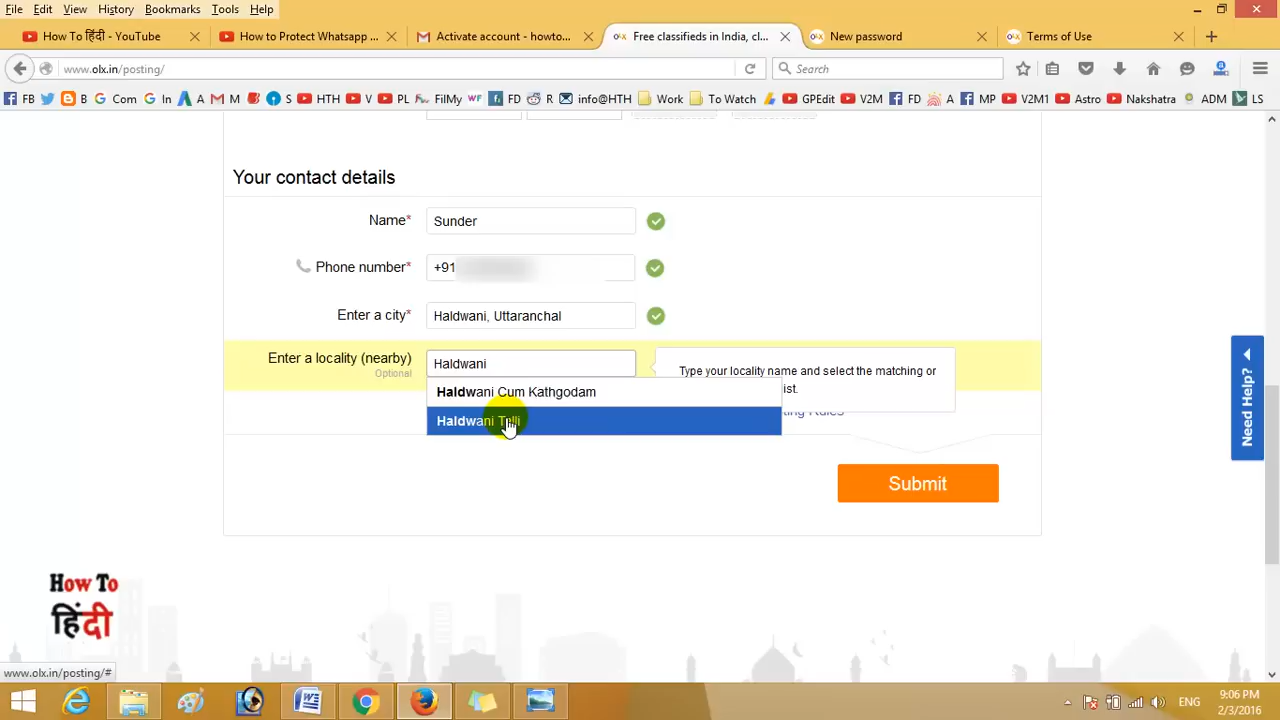 File Edit View History Bookmarks Tools Help
How To हिंदी - YouTube
How to Protect Whatsapp ...
Activate account - howto...
Free classifieds in India, cl...
New password
Terms of Use
www.olx.in/posting/
Search
FB B Com In A M M S HTH V PL FilMy FD R info@HTH Work To Watch GPEdit V2M FD A MP V2M1 Astro Nakshatra ADM LS
Your contact details
Name* Sunder
Phone number* +91
Enter a city* Haldwani, Uttaranchal
Enter a locality (nearby) Haldwani
Optional
Type your locality name and select the matching or
ist.
Haldwani Cum Kathgodam
Haldwani Talli
ting Rules
Need Help?
Submit
How To
हिंदी
www.olx.in/posting/#
ENG
9:06 PM
2/3/2016